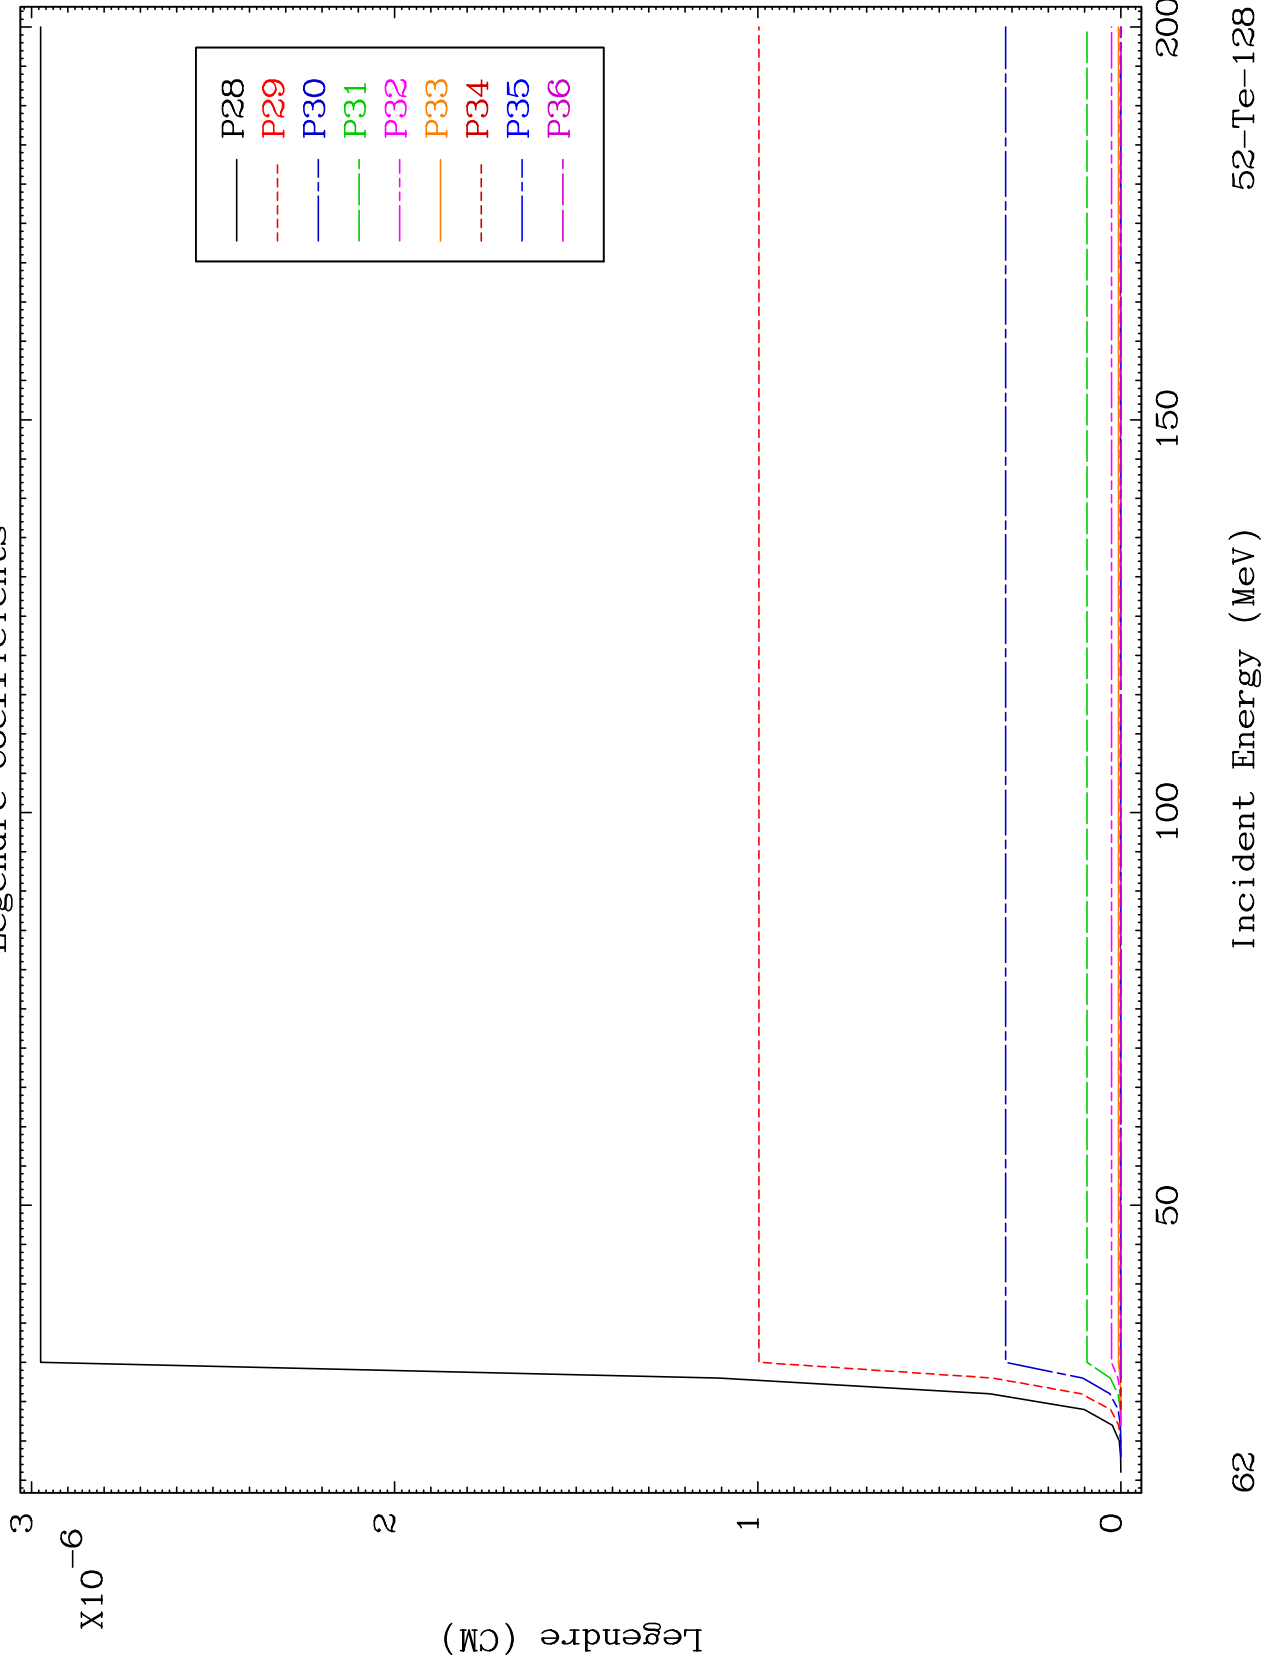 Legendre Coefficients
X10
-6
3
2
1
0
Legendre (CM)
P28
P29
P30
P31
P32
P33
P34
P35
P36
50
100
150
200
Incident Energy (MeV)
62
52-Te-128